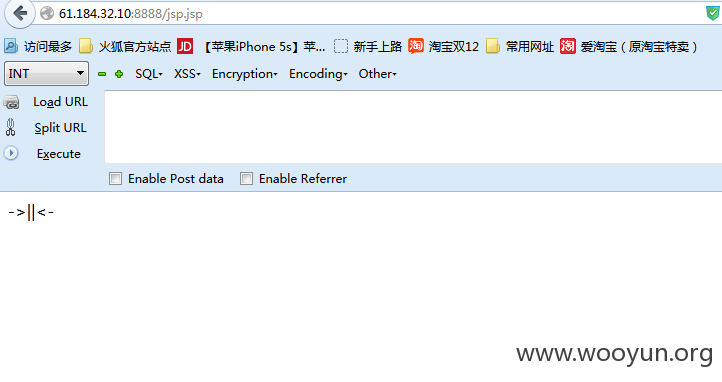 61.184.32.10:8888/jsp.jsp
访问最多 火狐官方站点 JD 【苹果iPhone 5s】苹... 新手上路 淘 淘宝双12 常用网址 淘 爱淘宝（原淘宝特卖）
INT SQL XSS Encryption Encoding Other
Load URL
Split URL
Execute
Enable Post data Enable Referrer
->||<-
www.wooyun.org